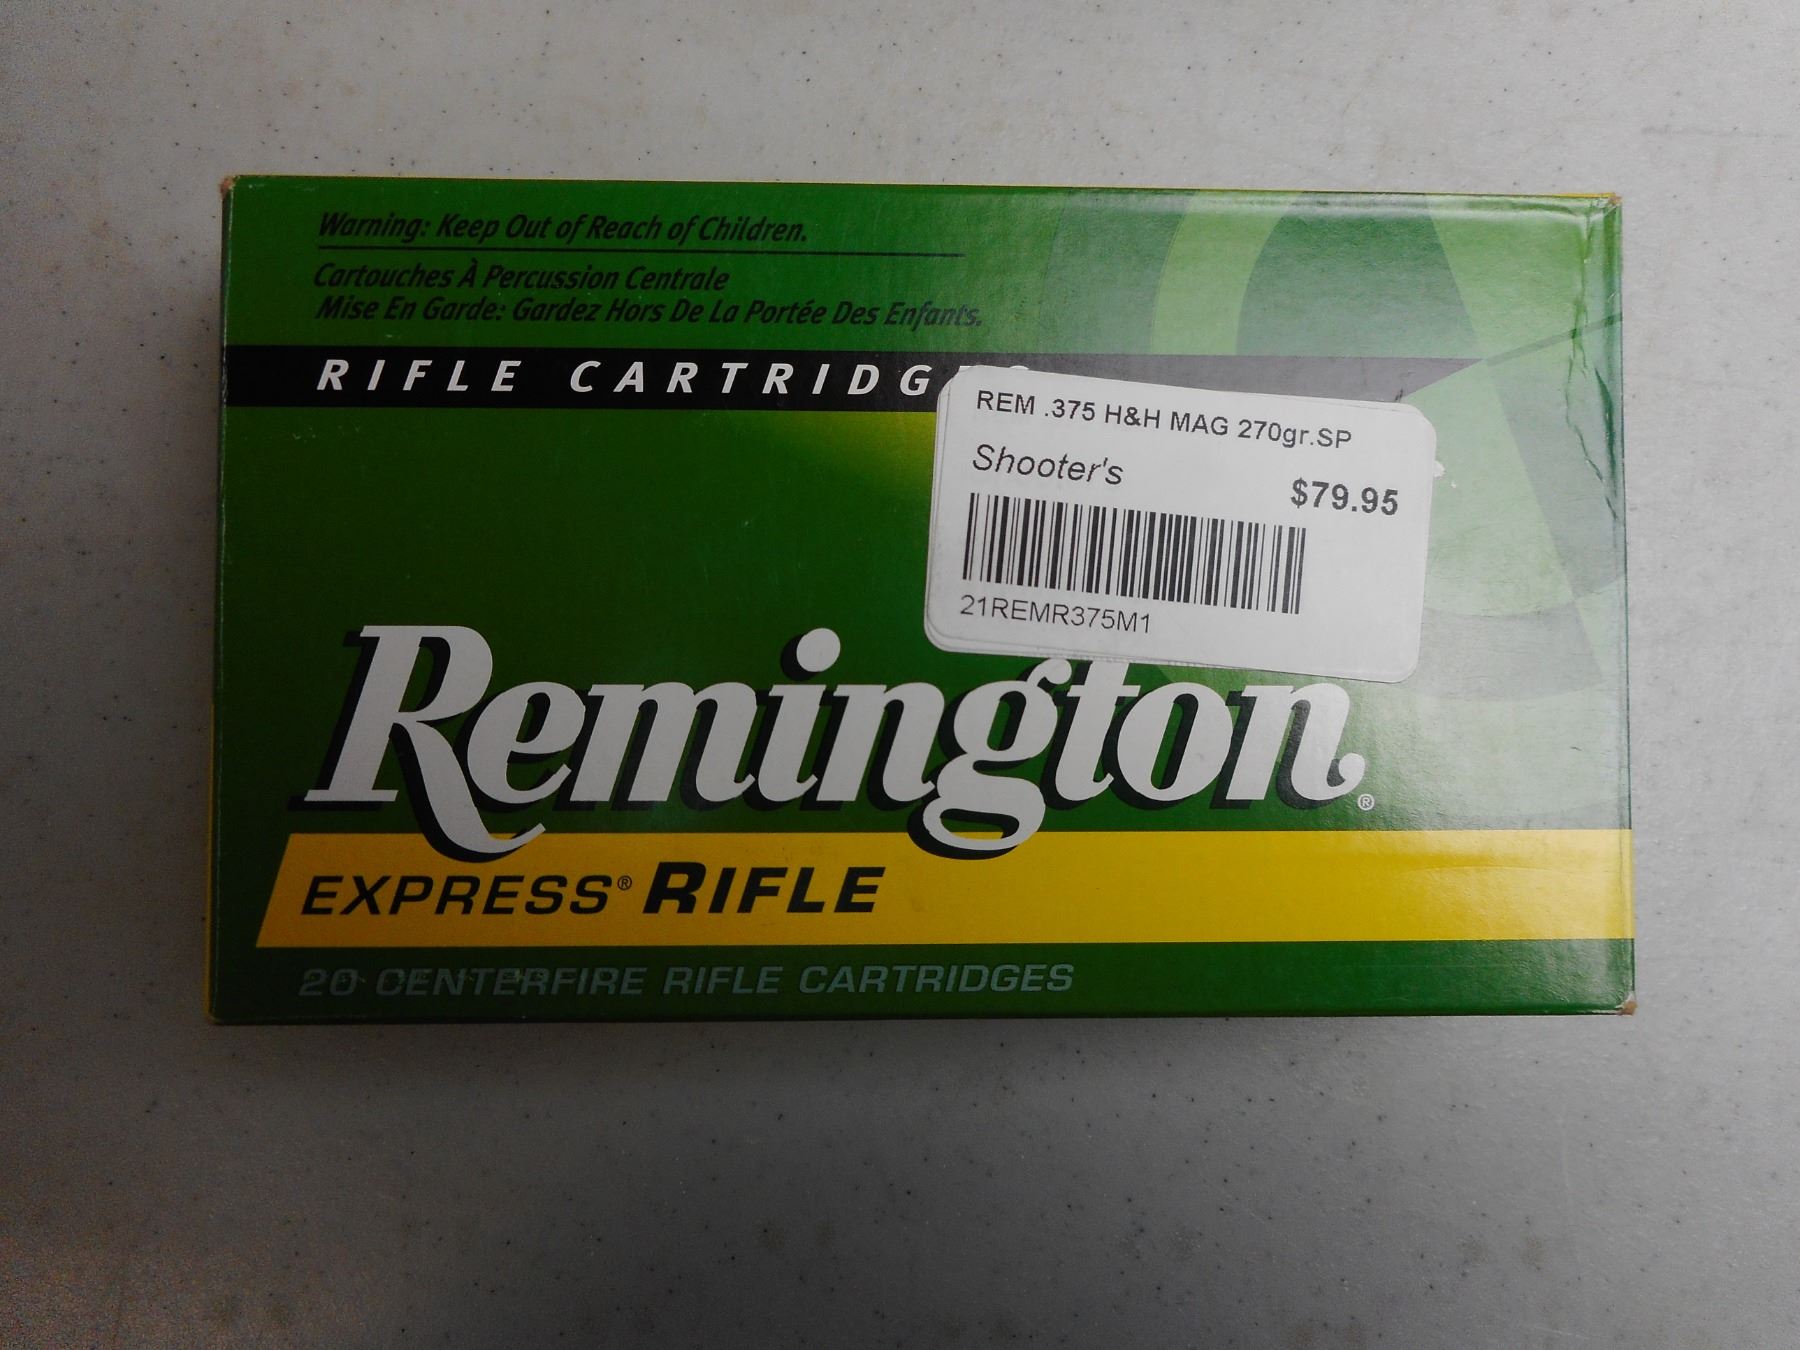 Warning: Keep Out of Reach of Children.
Cartouches À Percussion Centrale
Mise En Garde: Gardez Hors De La Portée Des Enfants.
RIFLE CARTRIDG
REM .375 H&H MAG 270gr.SP
Shooter's
$79.95
21REMR375M1
Remington®
EXPRESS® RIFLE
20 CENTERFIRE RIFLE CARTRIDGES